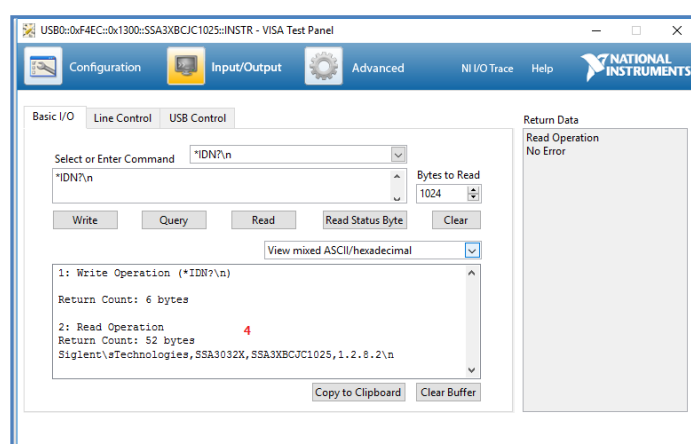 USB0::0xF4EC::0x1300::SSA3XBCJC1025::INSTR - VISA Test Panel
Configuration Input/Output Advanced NI I/O Trace Help NATIONAL INSTRUMENTS
Basic I/O Line Control USB Control
Return Data
Read Operation
No Error
Select or Enter Command *IDN?\n
*IDN?\n
Bytes to Read
1024
Write Query Read Read Status Byte Clear
View mixed ASCII/hexadecimal
1: Write Operation (*IDN?\n)
Return Count: 6 bytes
2: Read Operation 4
Return Count: 52 bytes
Siglent\sTechnologies,SSA3032X,SSA3XBCJC1025,1.2.8.2\n
Copy to Clipboard Clear Buffer